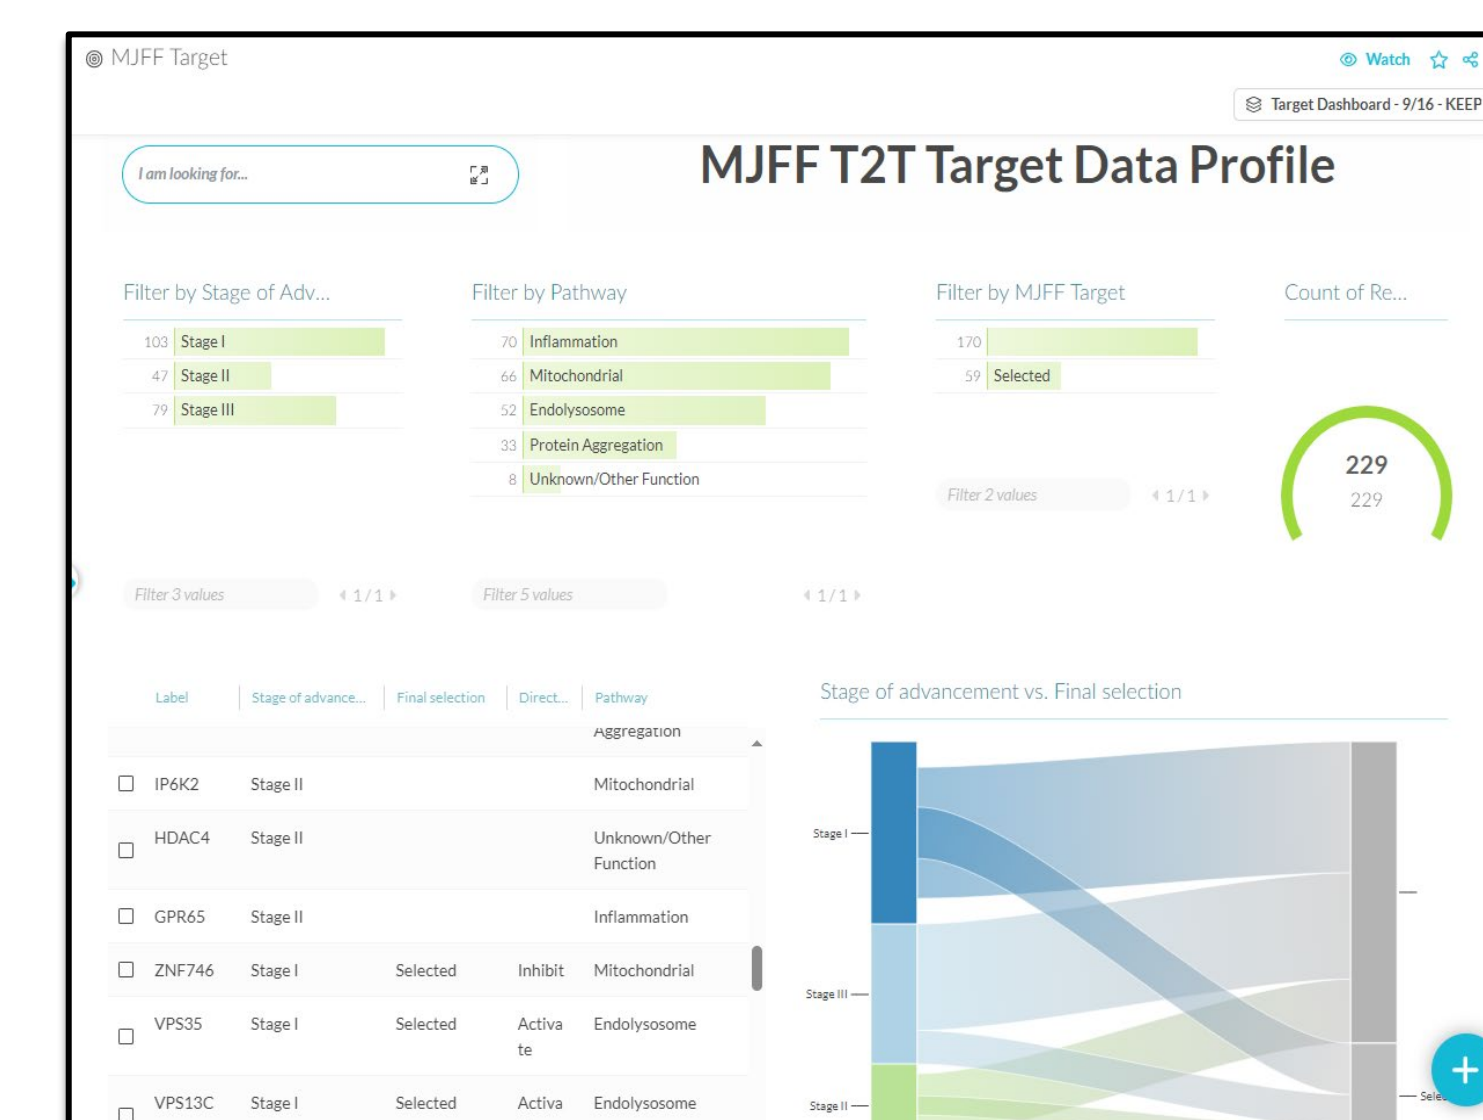 MJFF Target
Watch
Target Dashboard - 9/16 - KEEP
I am looking for...
MJFF T2T Target Data Profile
Filter by Stage of Adv...
103 Stage I
47 Stage II
79 Stage III
Filter 3 values
1/1
Filter by Pathway
70 Inflammation
66 Mitochondrial
52 Endolysosome
33 Protein Aggregation
8 Unknown/Other Function
Filter 5 values
1/1
Filter by MJFF Target
170
59 Selected
Filter 2 values
1/1
Count of Re...
229
229
Label Stage of advance... Final selection Direct... Pathway
Aggregation
IP6K2 Stage II Mitochondrial
HDAC4 Stage II Unknown/Other
Function
GPR65 Stage II Inflammation
ZNF746 Stage I Selected Inhibit Mitochondrial
VPS35 Stage I Selected Activa Endolysosome
te
VPS13C Stage I Selected Activa Endolysosome
Stage of advancement vs. Final selection
Stage I
Stage III
Stage II